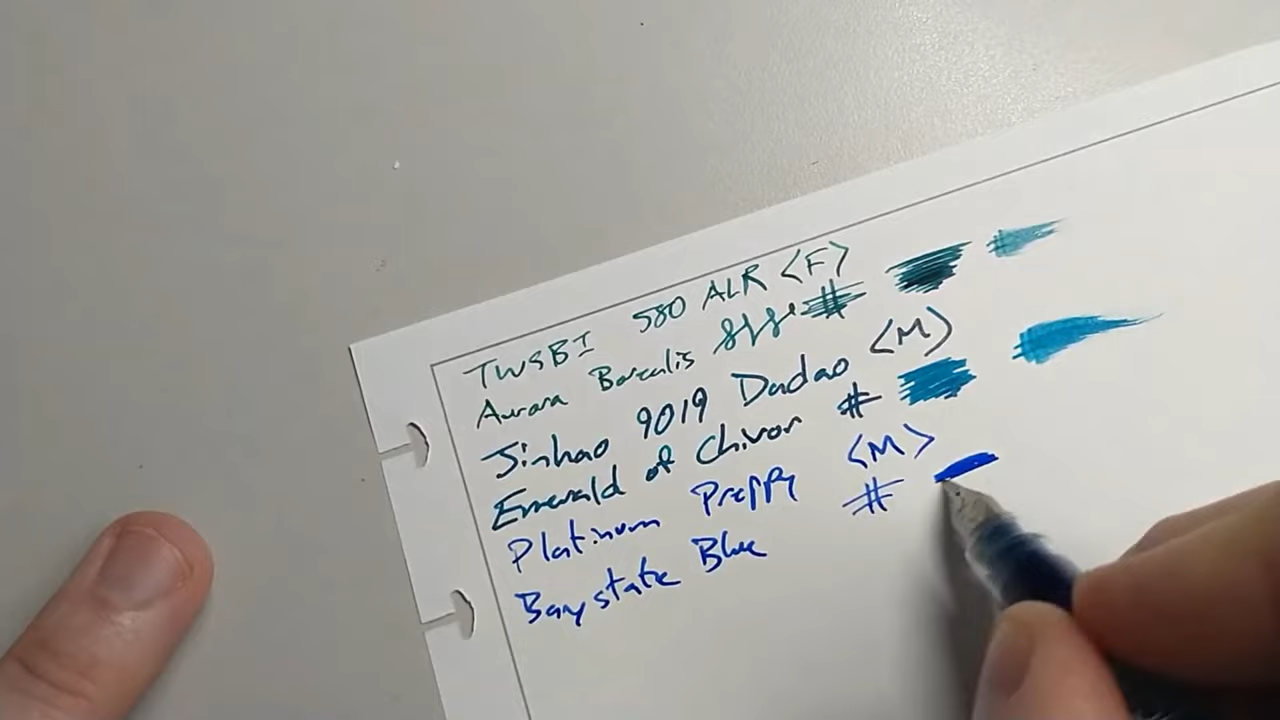 TWSBI 580 ALR <F>
Aurora Borealis #
Jinhao 9019 Dadao <M>
Emerald of Chivor #
Platinum Preppy <M>
Baystate Blue #